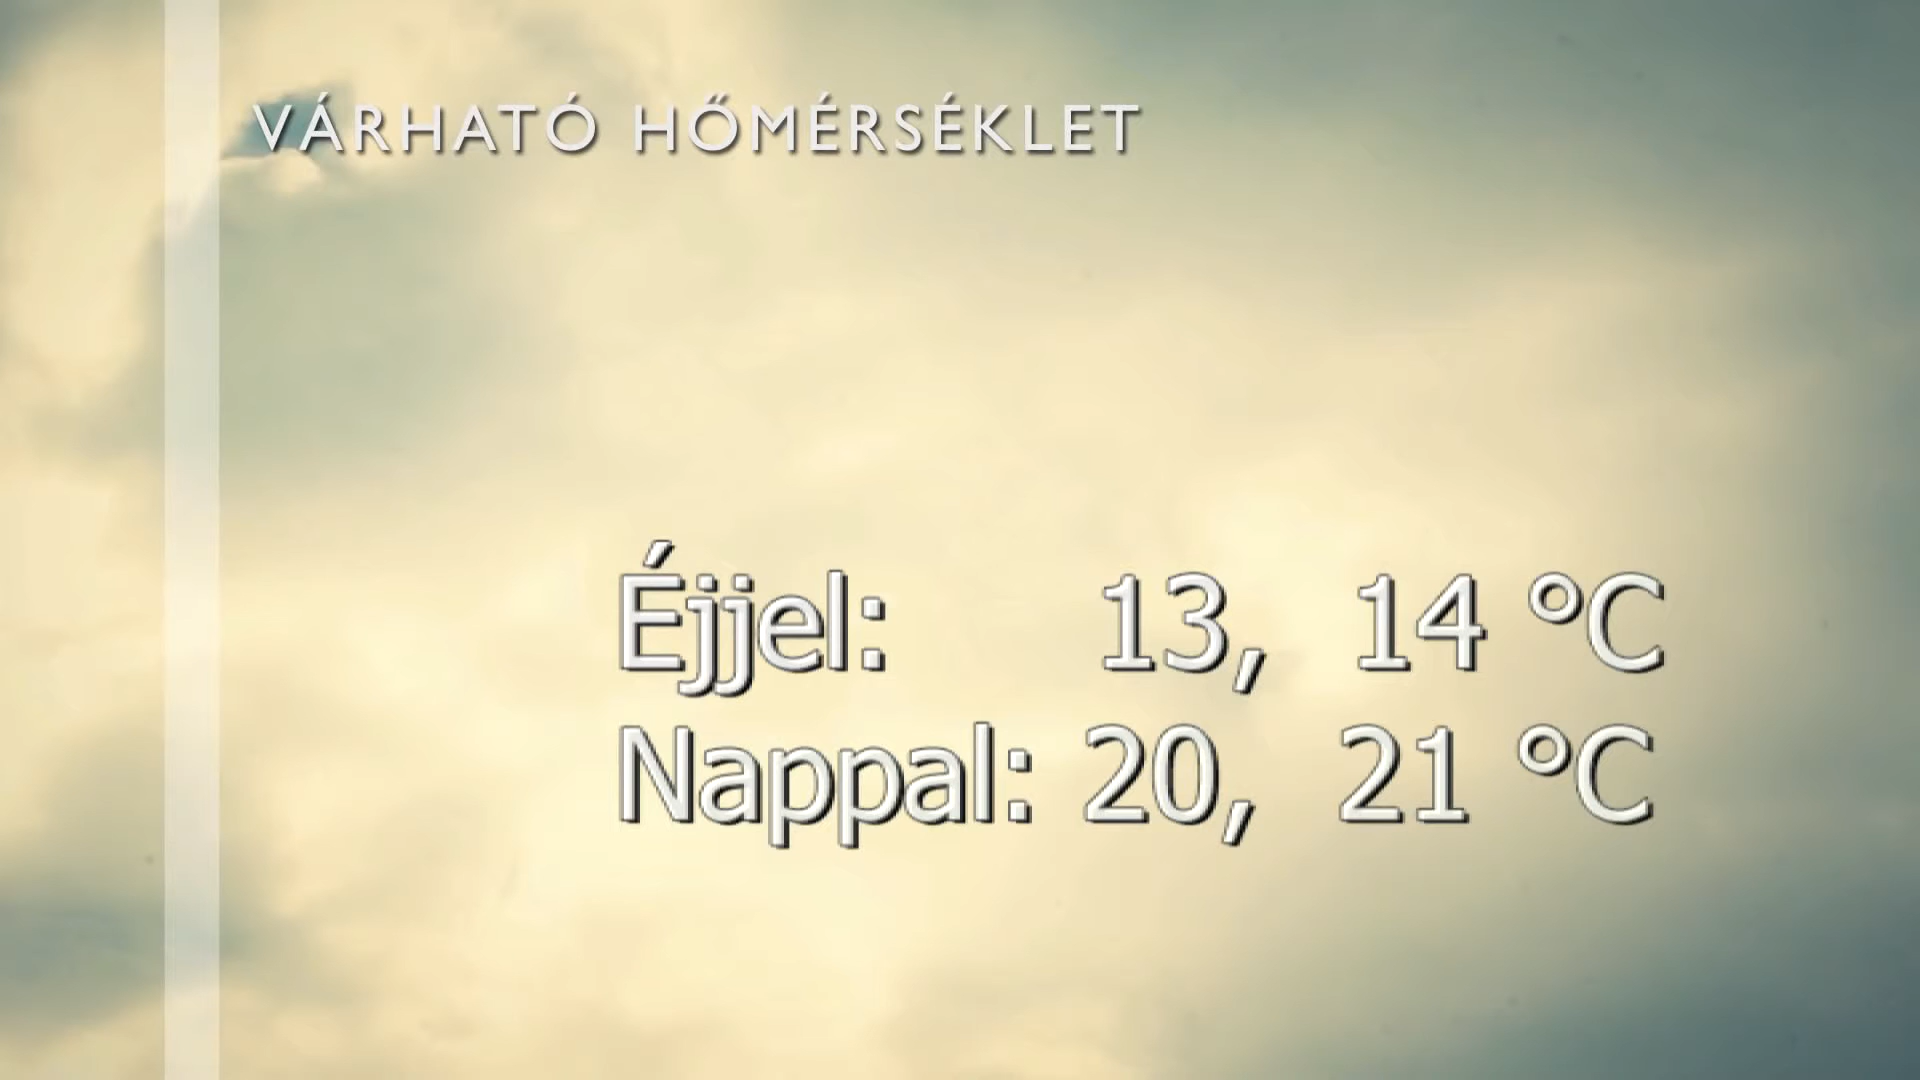 VÁRHATÓ HŐMÉRSÉKLET
Éjjel: 13, 14 °C
Nappal: 20, 21 °C